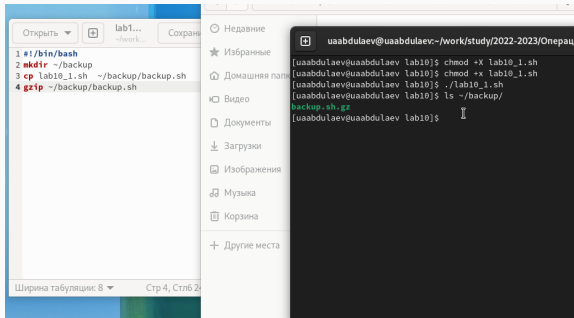 Открыть
lab1...
~/work...
Сохрани
1 #!/bin/bash
2 mkdir ~/backup
3 cp lab10_1.sh  ~/backup/backup.sh
4 gzip ~/backup/backup.sh
Ширина табуляции: 8
Стр 4, Стлб 24
Недавние
Избранные
Домашняя папк
Видео
Документы
Загрузки
Изображения
Музыка
Корзина
Другие места
uaabdulaev@uaabdulaev:~/work/study/2022-2023/Операц
[uaabdulaev@uaabdulaev lab10]$ chmod +X lab10_1.sh
[uaabdulaev@uaabdulaev lab10]$ chmod +x lab10_1.sh
[uaabdulaev@uaabdulaev lab10]$ ./lab10_1.sh
[uaabdulaev@uaabdulaev lab10]$ ls ~/backup/
backup.sh.gz
[uaabdulaev@uaabdulaev lab10]$